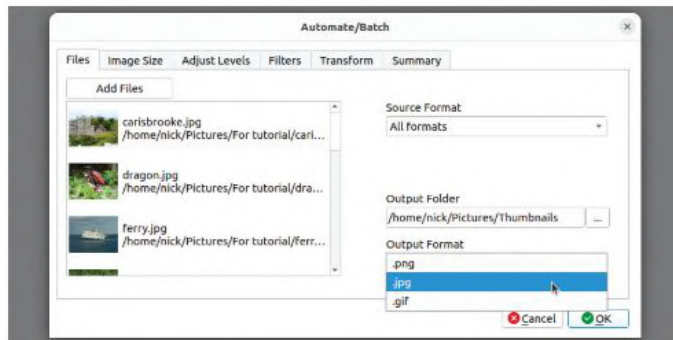 Automate/Batch
Files Image Size Adjust Levels Filters Transform Summary
Add Files
carisbrooke.jpg
/home/nick/Pictures/For tutorial/cari...
dragon.jpg
/home/nick/Pictures/For tutorial/dra...
ferry.jpg
/home/nick/Pictures/For tutorial/ferr...
Source Format
All formats
Output Folder
/home/nick/Pictures/Thumbnails ...
Output Format
.png
.jpg
.gif
Cancel OK